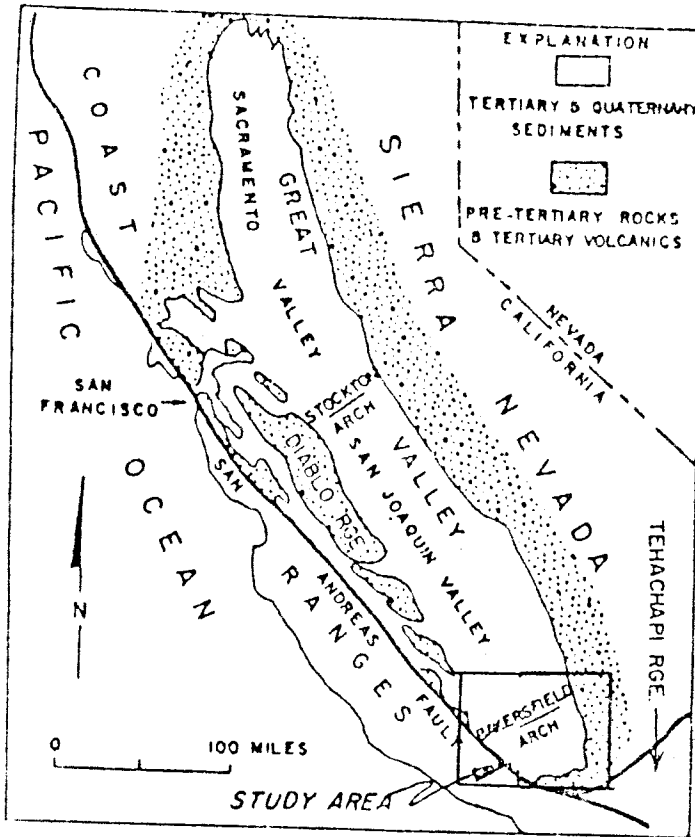 EXPLANATION
TERTIARY & QUATERNARY
SEDIMENTS
PRE-TERTIARY ROCKS
& TERTIARY VOLCANICS
COAST
RANGES
PACIFIC
OCEAN
SACRAMENTO
VALLEY
GREAT
VALLEY
SIERRA
NEVADA
NEVADA
CALIFORNIA
SAN
FRANCISCO
STOCKTON
ARCH
DIABLO RGE
SAN JOAQUIN VALLEY
SAN
ANDREAS
FAULT
TEHACHAPI RGE
N
ARCH
0 100 MILES
STUDY AREA